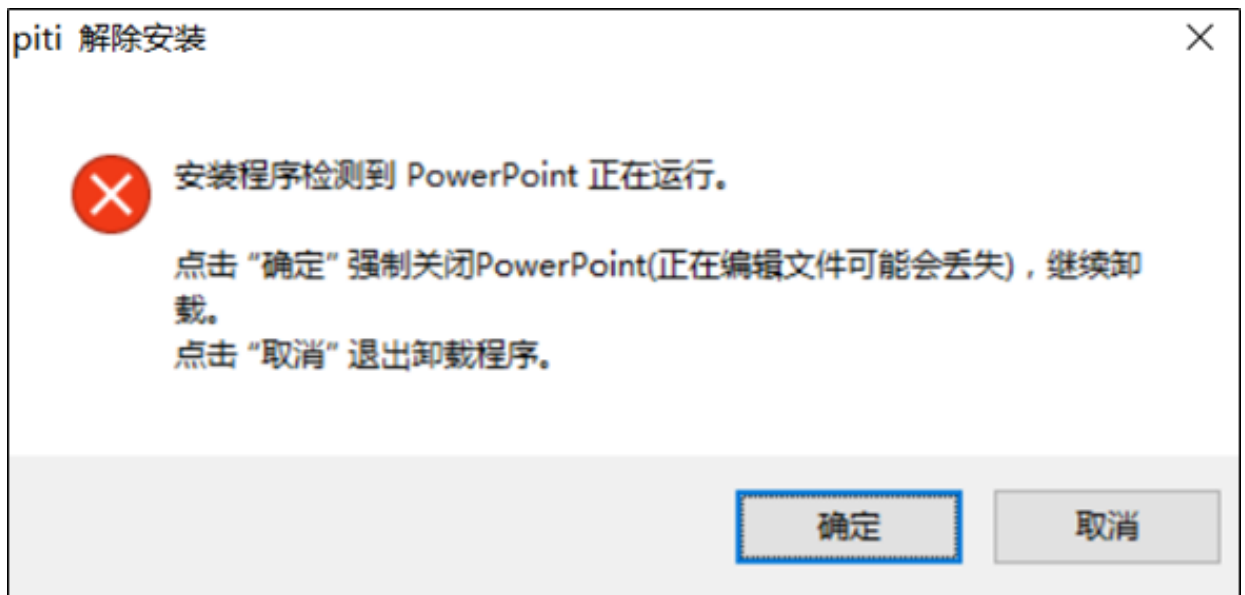 piti 解除安装
安装程序检测到 PowerPoint 正在运行。
点击 “确定” 强制关闭PowerPoint(正在编辑文件可能会丢失)，继续卸
载。
点击 “取消” 退出卸载程序。
确定
取消